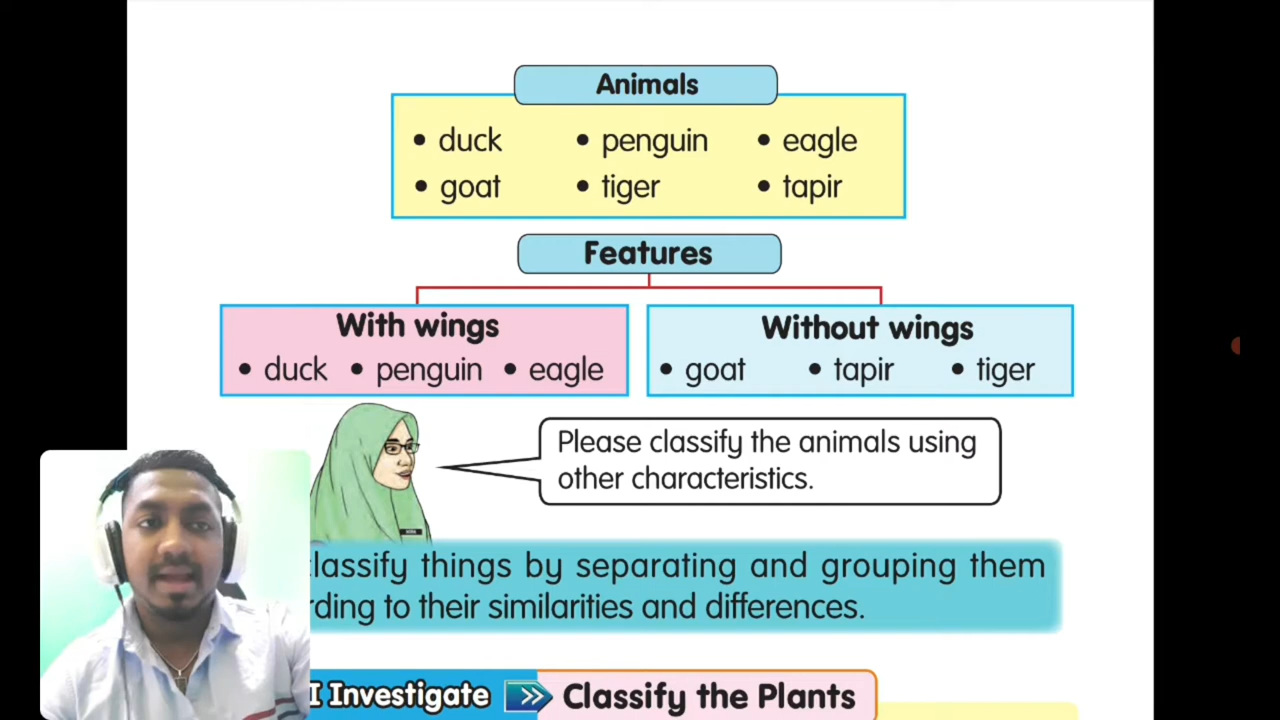 Animals
• duck • penguin • eagle
• goat • tiger • tapir
Features
With wings
• duck • penguin • eagle
Without wings
• goat • tapir • tiger
Please classify the animals using
other characteristics.
classify things by separating and grouping them
to their similarities and differences.
I Investigate
Classify the Plants